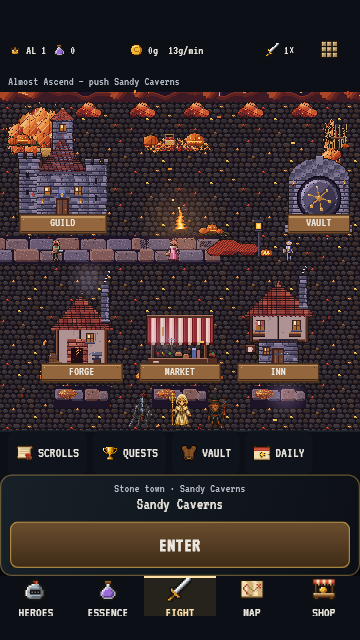 AL 1 0 0g 13g/min 1X
Almost Ascend – push Sandy Caverns
GUILD
VAULT
FORGE
MARKET
INN
SCROLLS QUESTS VAULT DAILY
Stone town · Sandy Caverns
Sandy Caverns
ENTER
HEROES ESSENCE FIGHT MAP SHOP